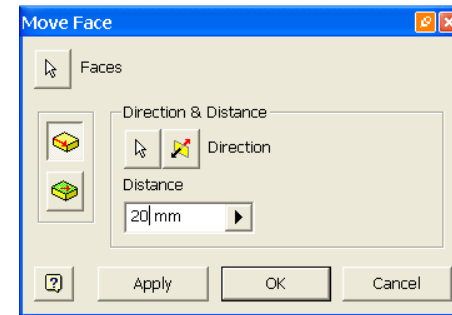 Move Face
Faces
Direction & Distance
Direction
Distance
20 mm
Apply
OK
Cancel